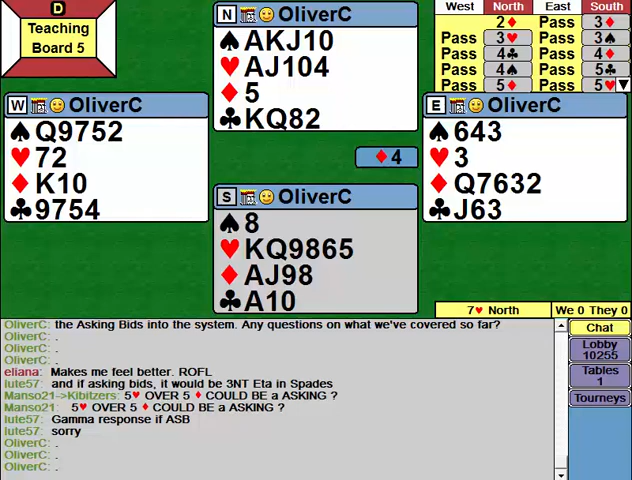 D
Teaching
Board 5
N OliverC
AKJ10
AJ104
5
KQ82
West North East South
2♦ Pass 3♦
Pass 3♥ Pass 3♠
Pass 4♣ Pass 4♦
Pass 4♠ Pass 5♣
Pass 5♦ Pass 5♥
W OliverC
♠Q9752
♥72
♦K10
♣9754
♦4
E OliverC
♠643
♥3
♦Q7632
♣J63
S OliverC
♠8
♥KQ9865
♦AJ98
♣A10
7♥ North We 0 They 0
OliverC: the Asking Bids into the system. Any questions on what we've covered so far?
OliverC: .
OliverC: .
OliverC: .
eliana: Makes me feel better. ROFL
lute57: and if asking bids, it would be 3NT Eta in Spades
Manso21->Kibitzers: 5♥ OVER 5 ♦ COULD BE a ASKING ?
Manso21: 5♥ OVER 5 ♦ COULD BE a ASKING ?
lute57: Gamma response if ASB
lute57: sorry
OliverC: .
OliverC: .
OliverC: .
Chat
Lobby
10255
Tables
1
Tourneys